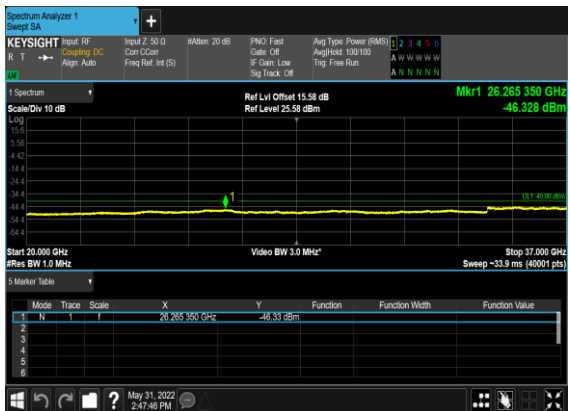 Spectrum Analyzer 1
Swept SA
+
KEYSIGHT Input: RF Input Z: 50 Ω #Atten: 20 dB PNO: Fast Avg Type: Power (RMS) 1 2 3 4 5 6
R T Coupling: DC Corr CCorr Gate: Off Avg|Hold: 100/100 A W W W W W
Align: Auto Freq Ref: Int (S) IF Gain: Low Trig: Free Run
Sig Track: Off A N N N N N
1 Spectrum Ref Lvl Offset 15.58 dB Mkr1 26.265 350 GHz
Scale/Div 10 dB Ref Level 25.58 dBm -46.328 dBm
Log
15.6
5.58
-4.42
-14.4
-24.4
-34.4
DL1 -40.00 dBm
1
-44.4
-54.4
-64.4
Start 20.000 GHz Video BW 3.0 MHz* Stop 37.000 GHz
#Res BW 1.0 MHz Sweep ~33.9 ms (40001 pts)
5 Marker Table
Mode Trace Scale X Y Function Function Width Function Value
1 N 1 f 26.265 350 GHz -46.33 dBm
2
3
4
5
6
? May 31, 2022
2:47:46 PM